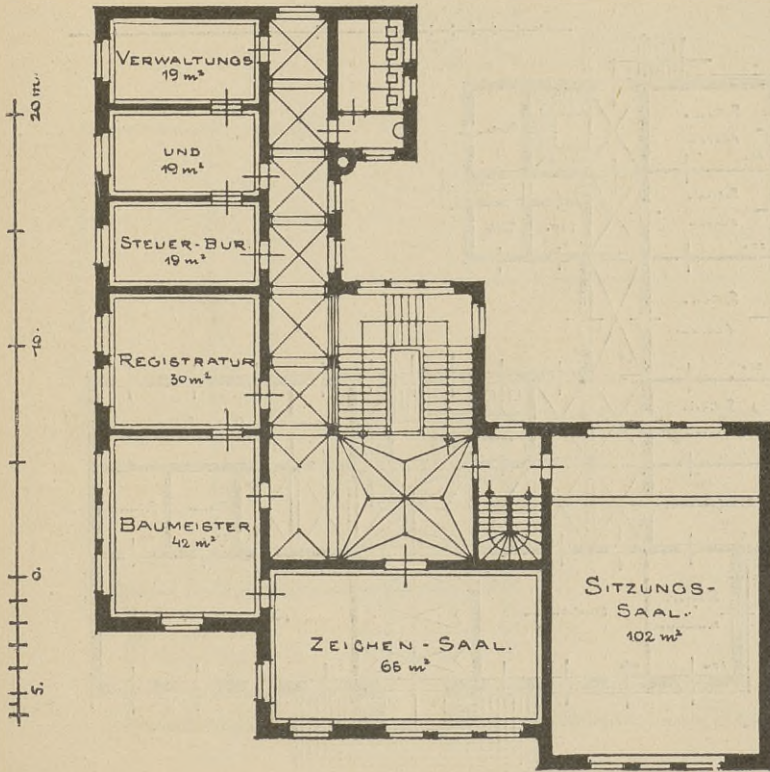 VERWALTUNGS
19 m²
UND
19 m²
STEUER-BUR.
19 m²
REGISTRATUR
30 m²
BAUMEISTER
42 m²
ZEICHEN-SAAL.
66 m²
SITZUNGS-
SAAL.
102 m²
20 m.
10.
0.
5.